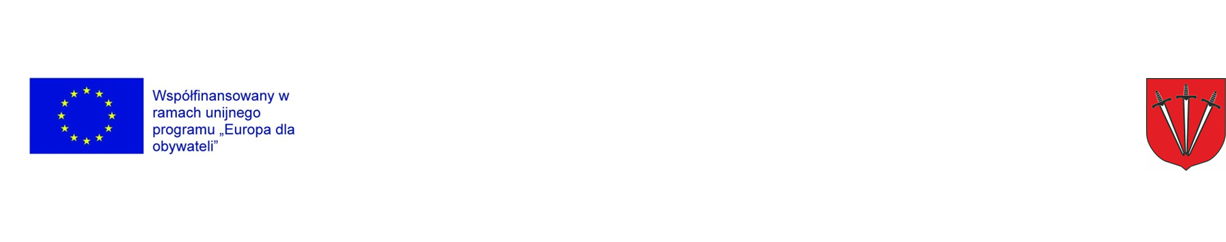 Współfinansowany w
ramach unijnego
programu „Europa dla
obywateli”